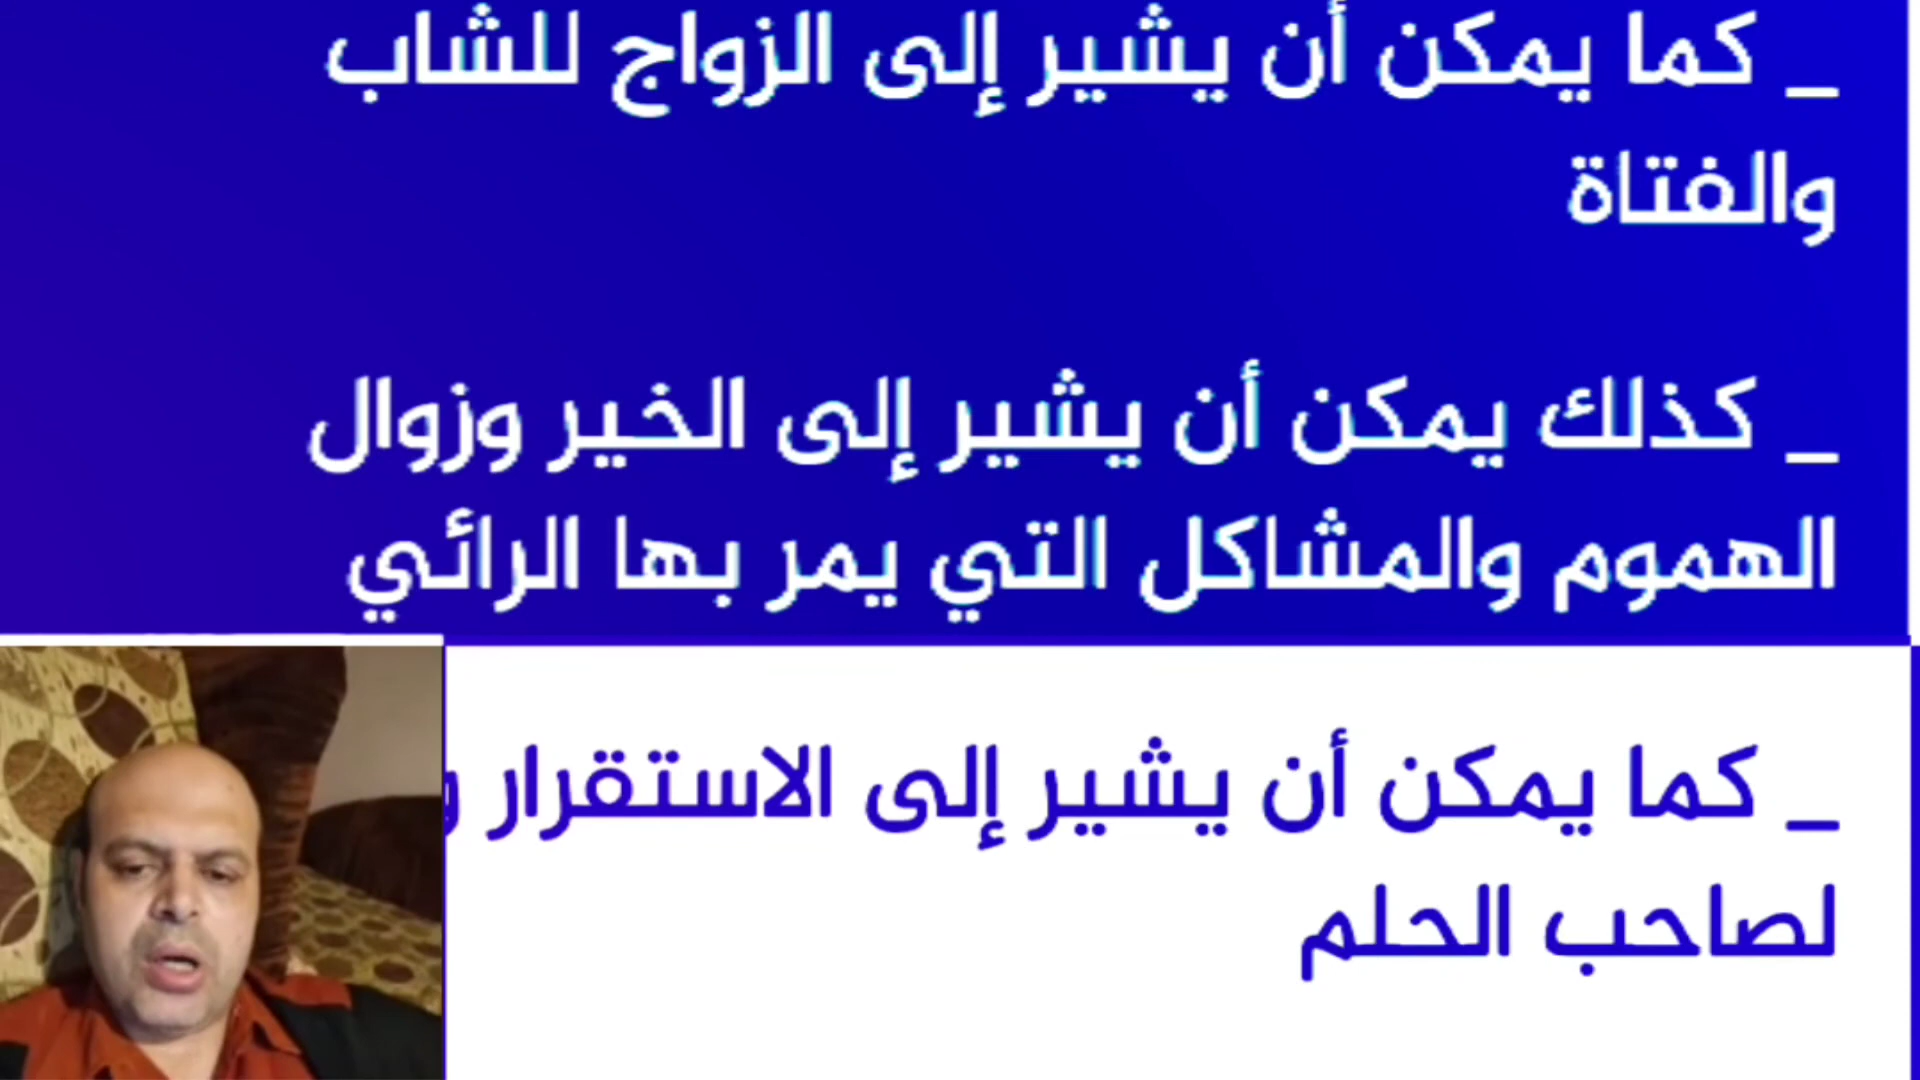 _ كما يمكن أن يشير إلى الزواج للشاب
والفتاة
_ كذلك يمكن أن يشير إلى الخير وزوال
الهموم والمشاكل التي يمر بها الرائي
_ كما يمكن أن يشير إلى الاستقرار
لصاحب الحلم